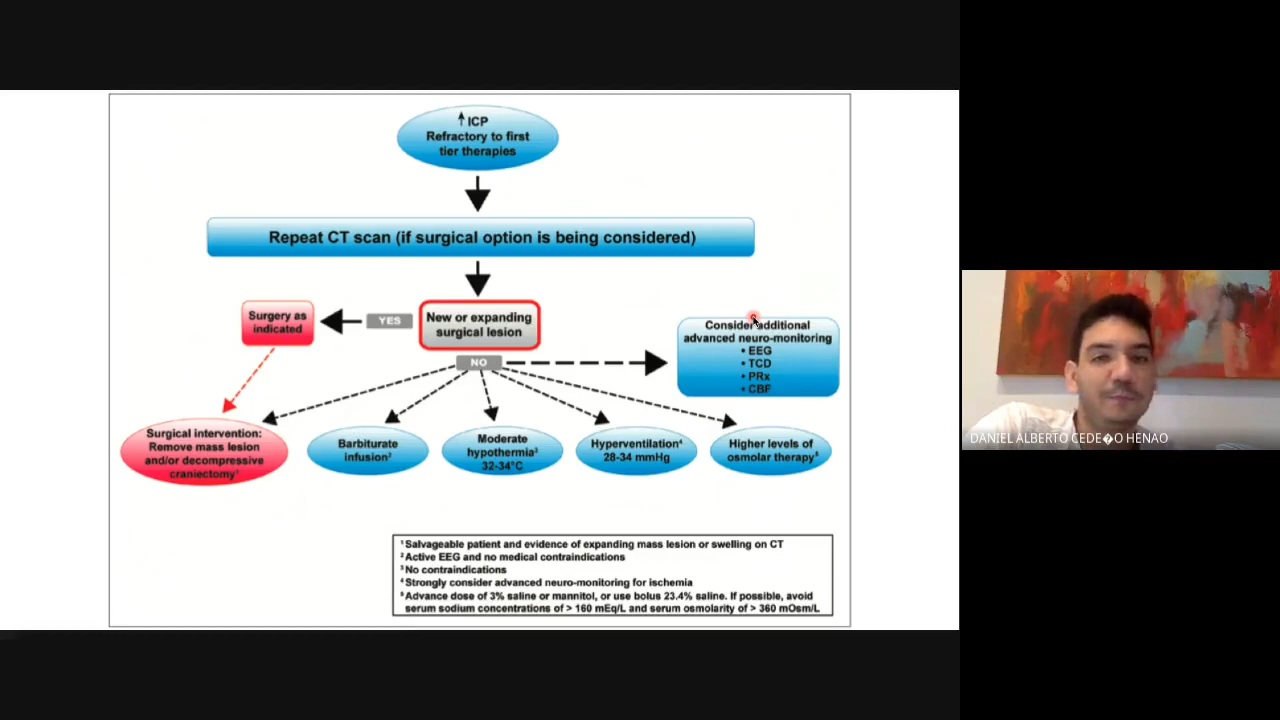 ↑ ICP
Refractory to first
tier therapies
Repeat CT scan (if surgical option is being considered)
Surgery as
indicated
YES
New or expanding
surgical lesion
NO
Consider additional
advanced neuro-monitoring
• EEG
• TCD
• PRx
• CBF
Surgical intervention:
Remove mass lesion
and/or decompressive
craniectomy¹
Barbiturate
infusion²
Moderate
hypothermia³
32-34°C
Hyperventilation⁴
28-34 mmHg
Higher levels of
osmolar therapy⁵
¹ Salvageable patient and evidence of expanding mass lesion or swelling on CT
² Active EEG and no medical contraindications
³ No contraindications
⁴ Strongly consider advanced neuro-monitoring for ischemia
⁵ Advance dose of 3% saline or mannitol, or use bolus 23.4% saline. If possible, avoid
serum sodium concentrations of > 160 mEq/L and serum osmolarity of > 360 mOsm/L
DANIEL ALBERTO CEDE�O HENAO